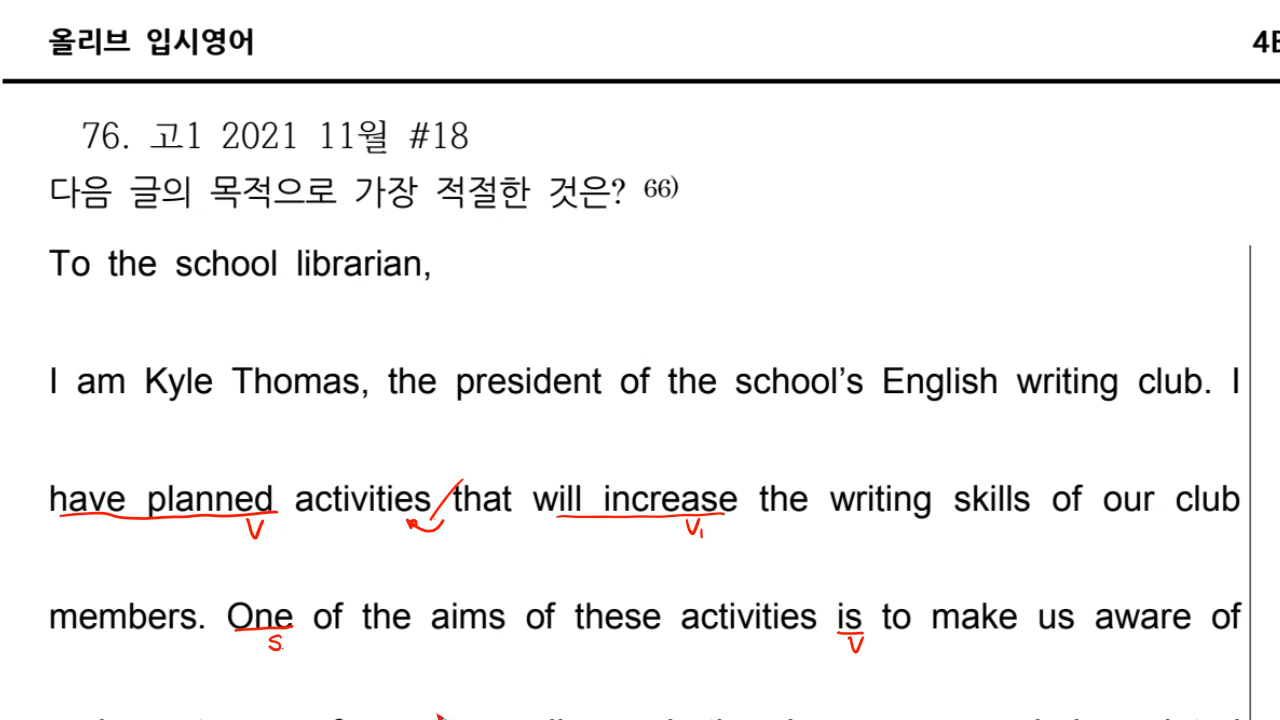 올리브 입시영어
76. 고1 2021 11월 #18
다음 글의 목적으로 가장 적절한 것은? 66)
To the school librarian,
I am Kyle Thomas, the president of the school’s English writing club. I
have planned activities that will increase the writing skills of our club
V V₁
members. One of the aims of these activities is to make us aware of
S V